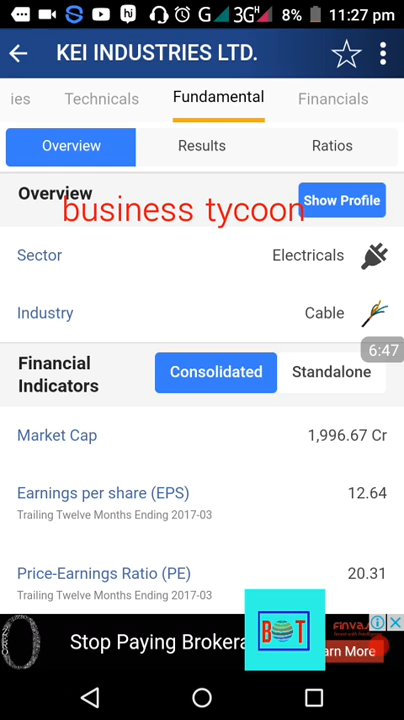 G 3G H 8% 11:27 pm
KEI INDUSTRIES LTD.
ies Technicals Fundamental Financials
Overview Results Ratios
Overview Show Profile
business tycoon
Sector Electricals
Industry Cable
6:47
Financial Indicators Consolidated Standalone
Market Cap 1,996.67 Cr
Earnings per share (EPS) 12.64
Trailing Twelve Months Ending 2017-03
Price-Earnings Ratio (PE) 20.31
Trailing Twelve Months Ending 2017-03
Stop Paying Brokera
BOT
arn More